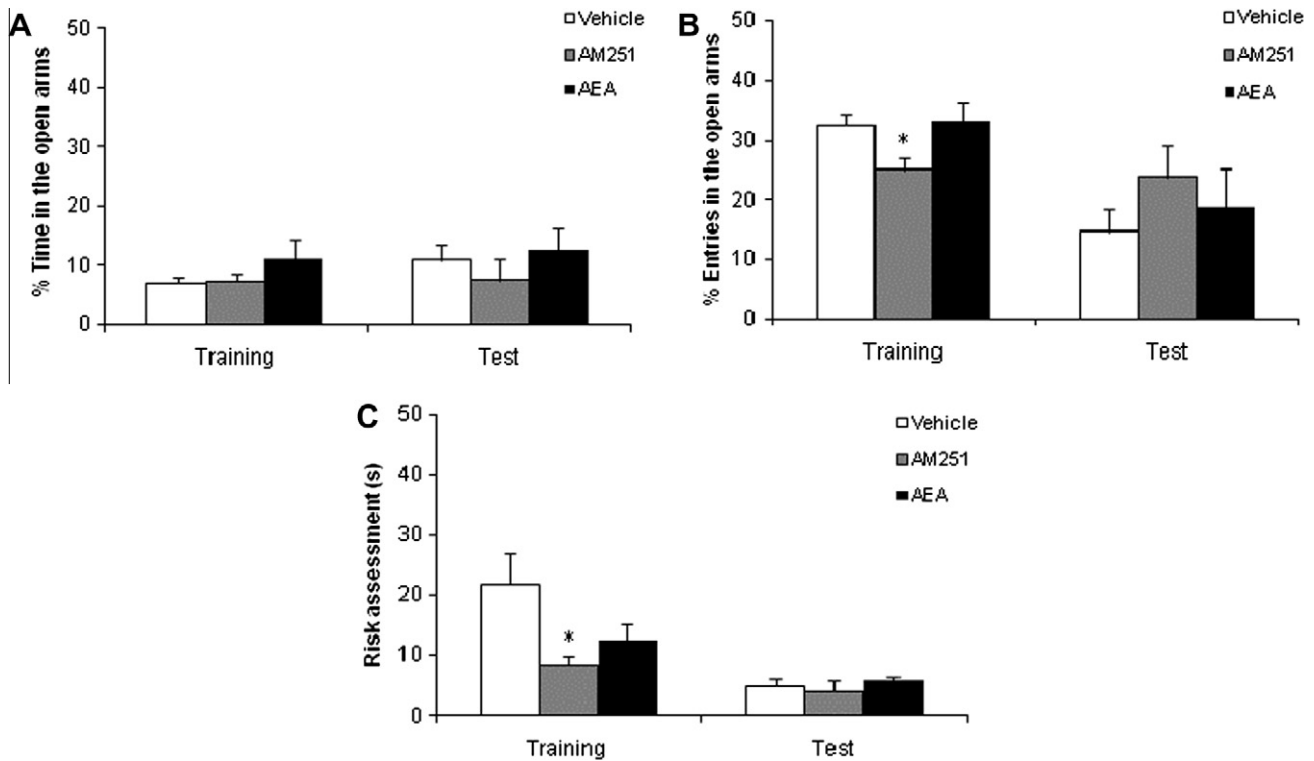 A
% Time in the open arms
50
40
30
20
10
0
Vehicle
AM251
AEA
Training
Test
B
% Entries in the open arms
50
40
30
20
10
0
Vehicle
AM251
AEA
*
Training
Test
C
Risk assessment (s)
50
40
30
20
10
0
Vehicle
AM251
AEA
*
Training
Test